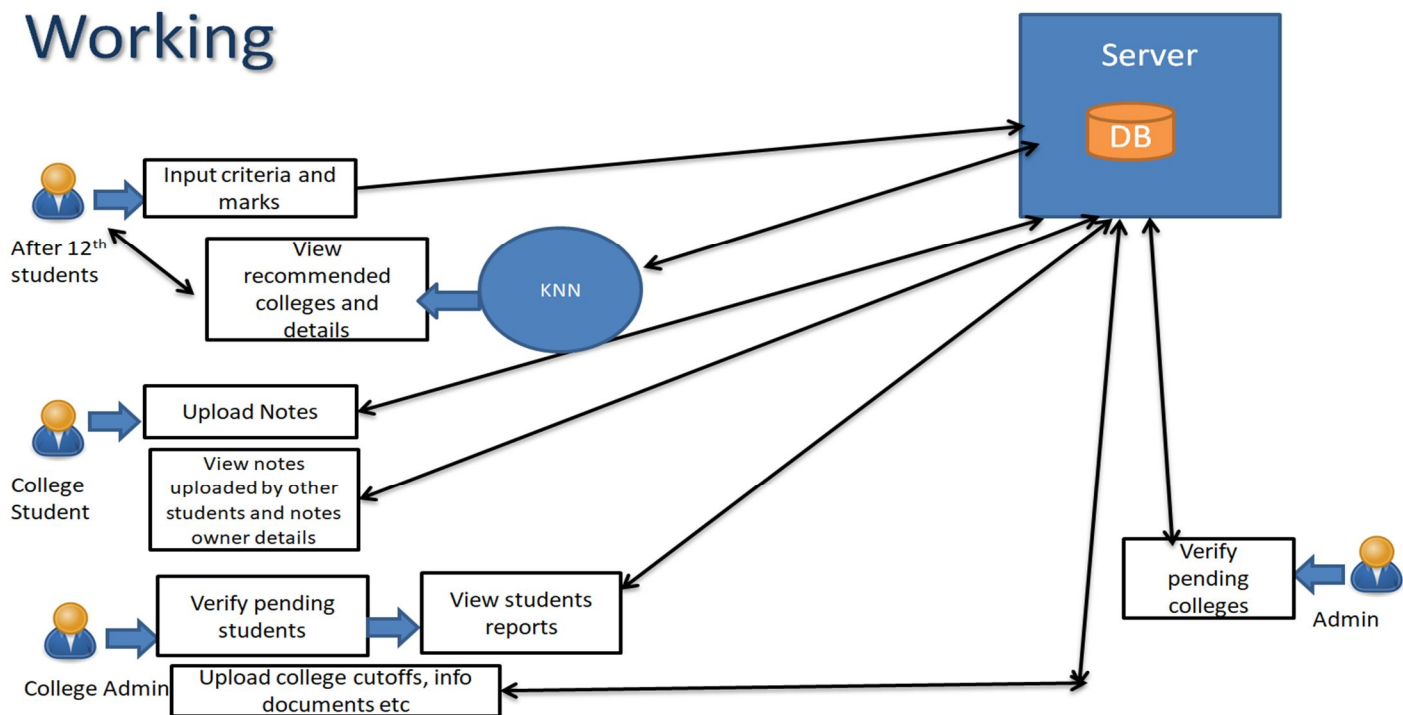 Working
Server
DB
Input criteria and
marks
After 12th
students
View
recommended
colleges and
details
KNN
Upload Notes
College
Student
View notes
uploaded by other
students and notes
owner details
Verify pending
students
View students
reports
College Admin
Upload college cutoffs, info
documents etc
Verify
pending
colleges
Admin